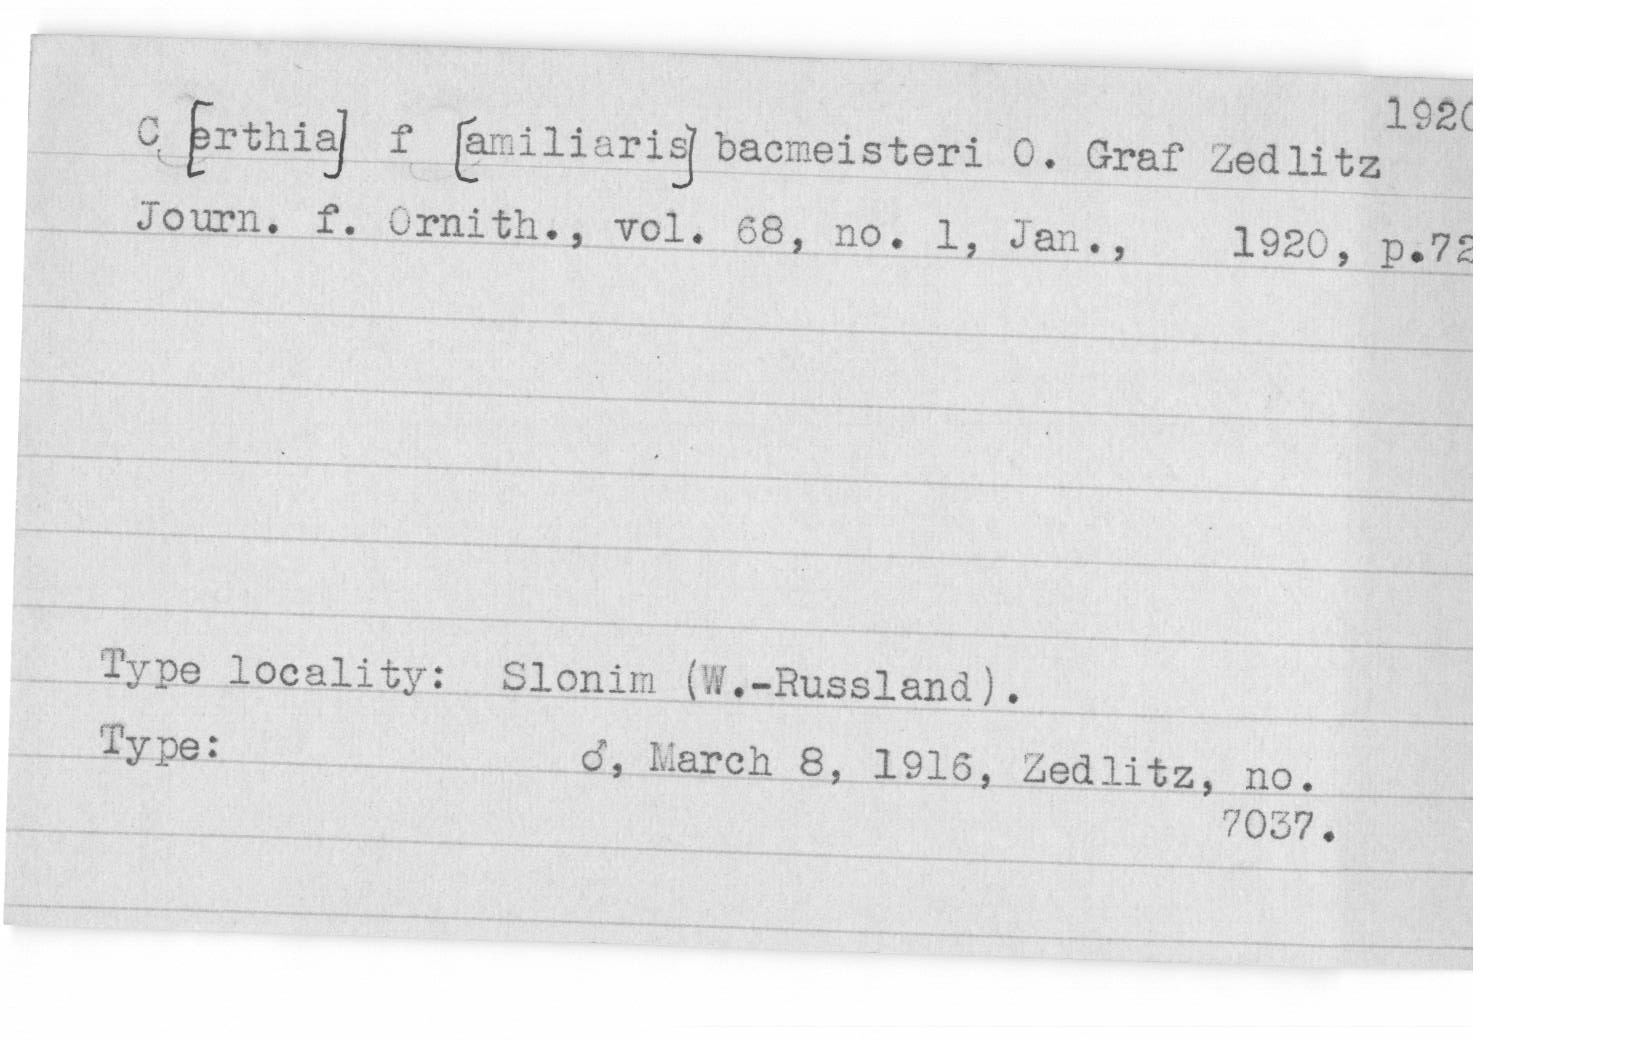 1920
C [erthia] f [amiliaris] bacmeisteri O. Graf Zedlitz
Journ. f. Ornith., vol. 68, no. 1, Jan., 1920, p.72
Type locality: Slonim (W.-Russland).
Type: ♂, March 8, 1916, Zedlitz, no.
7037.